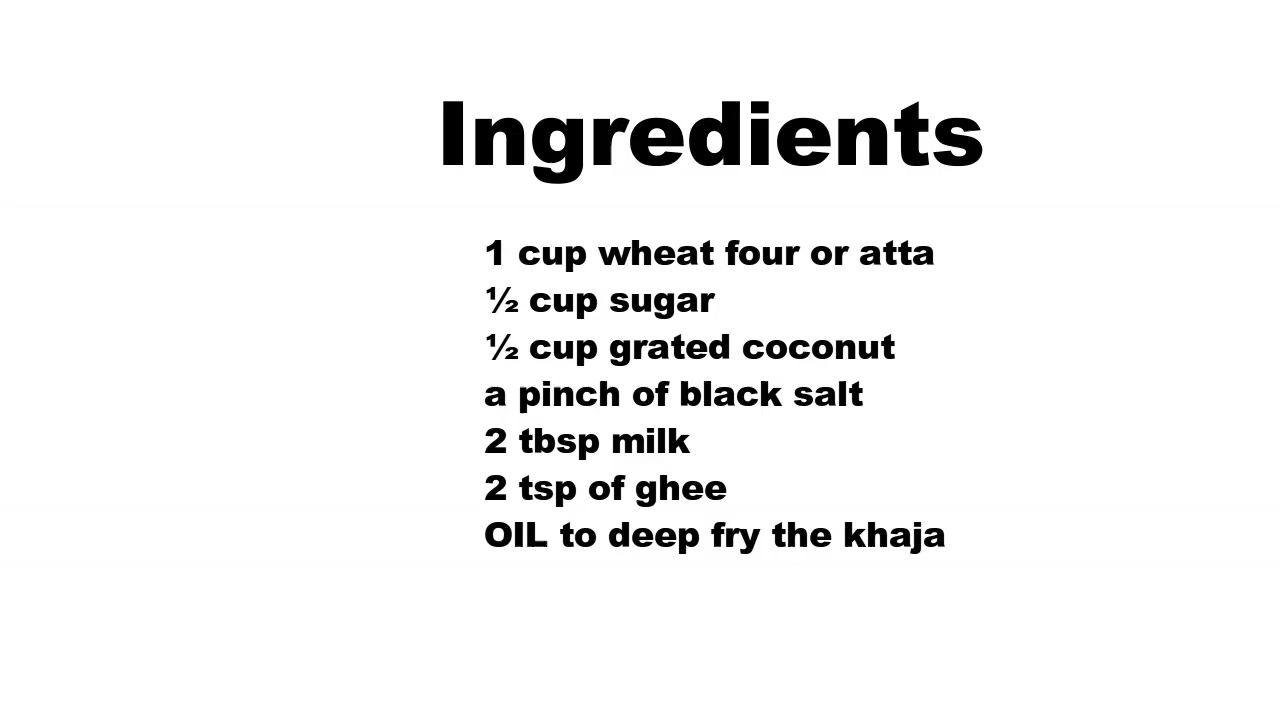 Ingredients
1 cup wheat four or atta
½ cup sugar
½ cup grated coconut
a pinch of black salt
2 tbsp milk
2 tsp of ghee
OIL to deep fry the khaja